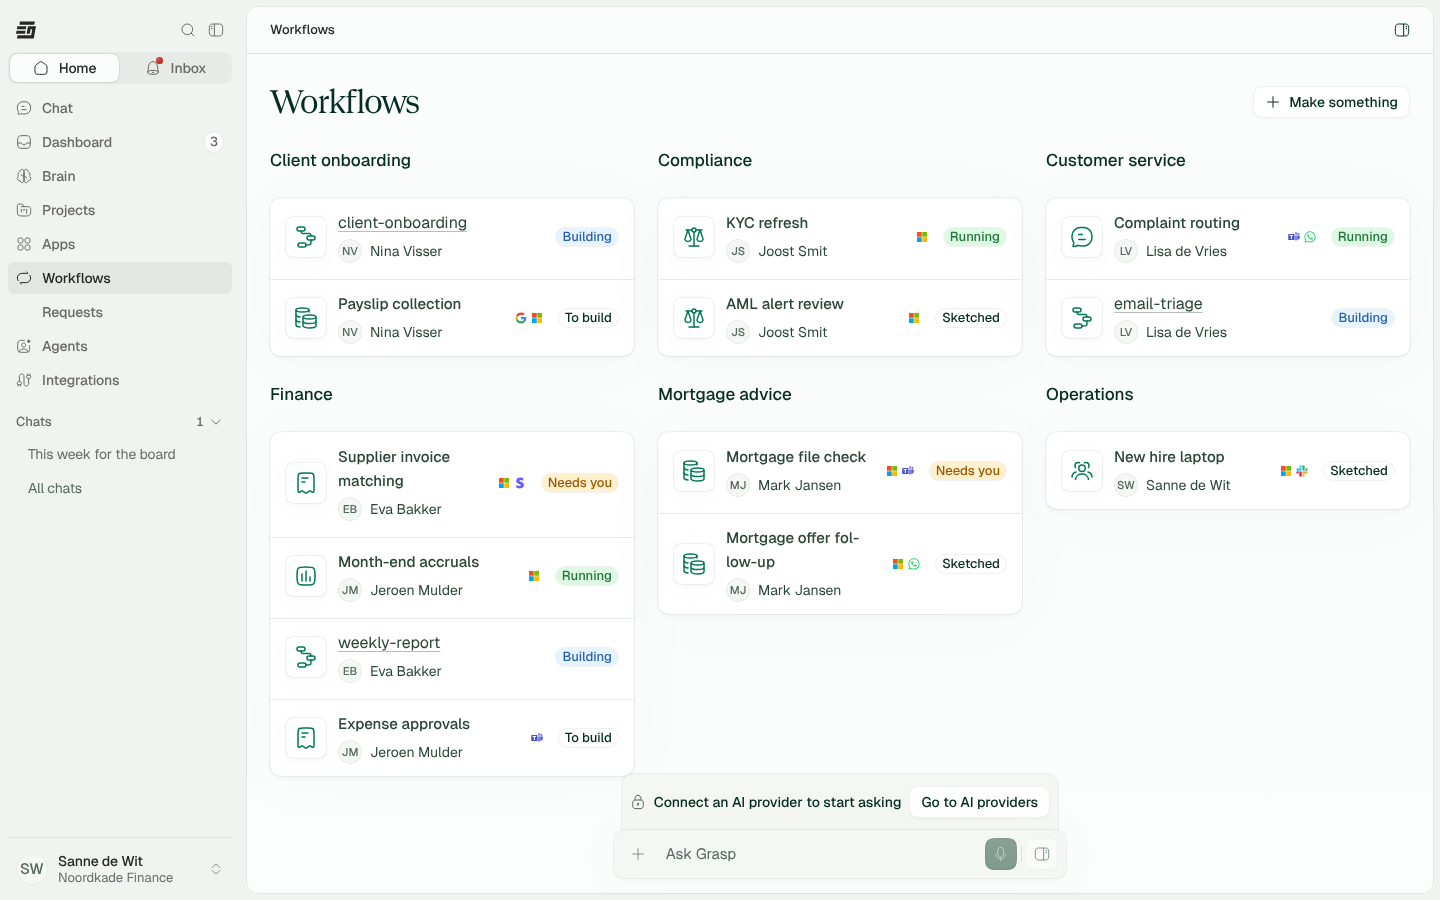 Workflows
Home
Inbox
Chat
Dashboard
3
Brain
Projects
Apps
Workflows
Requests
Agents
Integrations
Chats
1
This week for the board
All chats
SW
Sanne de Wit
Noordkade Finance
Workflows
Make something
Client onboarding
client-onboarding
NV
Nina Visser
Building
Payslip collection
NV
Nina Visser
To build
Compliance
KYC refresh
JS
Joost Smit
Running
AML alert review
JS
Joost Smit
Sketched
Customer service
Complaint routing
LV
Lisa de Vries
Running
email-triage
LV
Lisa de Vries
Building
Finance
Supplier invoice
matching
EB
Eva Bakker
Needs you
Month-end accruals
JM
Jeroen Mulder
Running
weekly-report
EB
Eva Bakker
Building
Expense approvals
JM
Jeroen Mulder
To build
Mortgage advice
Mortgage file check
MJ
Mark Jansen
Needs you
Mortgage offer fol-
low-up
MJ
Mark Jansen
Sketched
Operations
New hire laptop
SW
Sanne de Wit
Sketched
Connect an AI provider to start asking
Go to AI providers
Ask Grasp